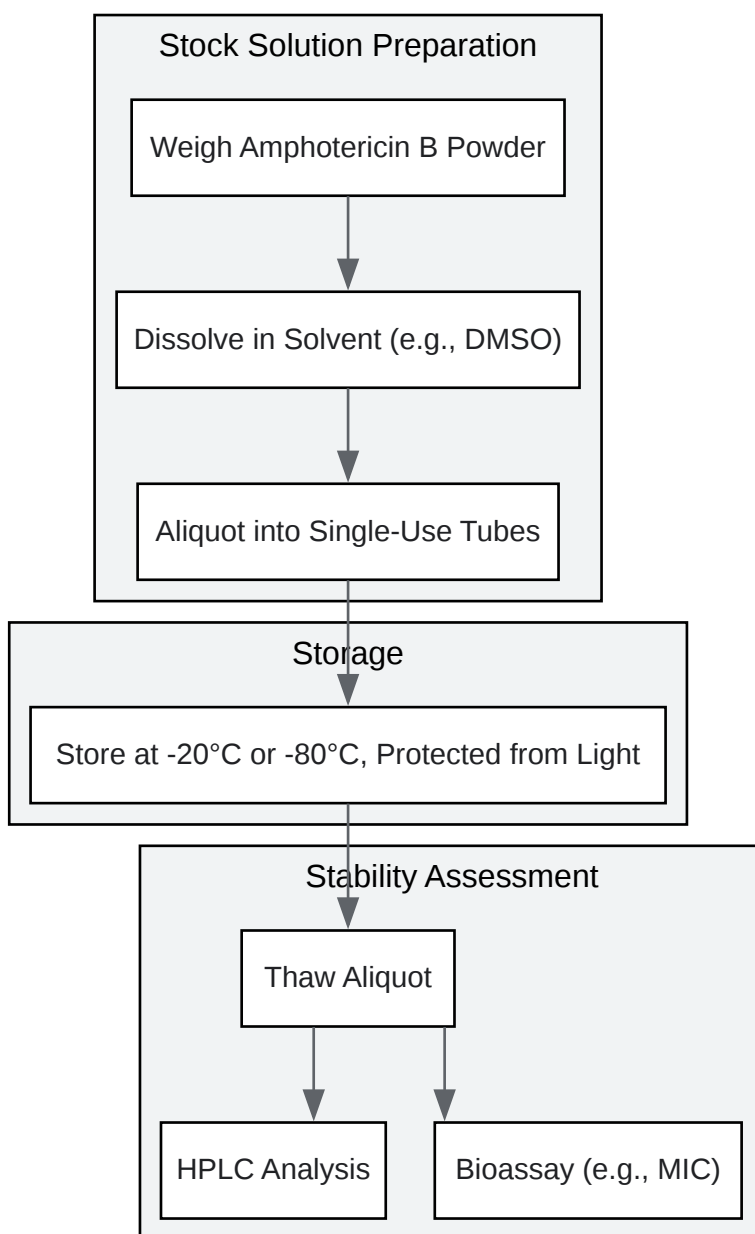 Stock Solution Preparation
Weigh Amphotericin B Powder
Dissolve in Solvent (e.g., DMSO)
Aliquot into Single-Use Tubes
Storage
Store at -20°C or -80°C, Protected from Light
Stability Assessment
Thaw Aliquot
HPLC Analysis
Bioassay (e.g., MIC)